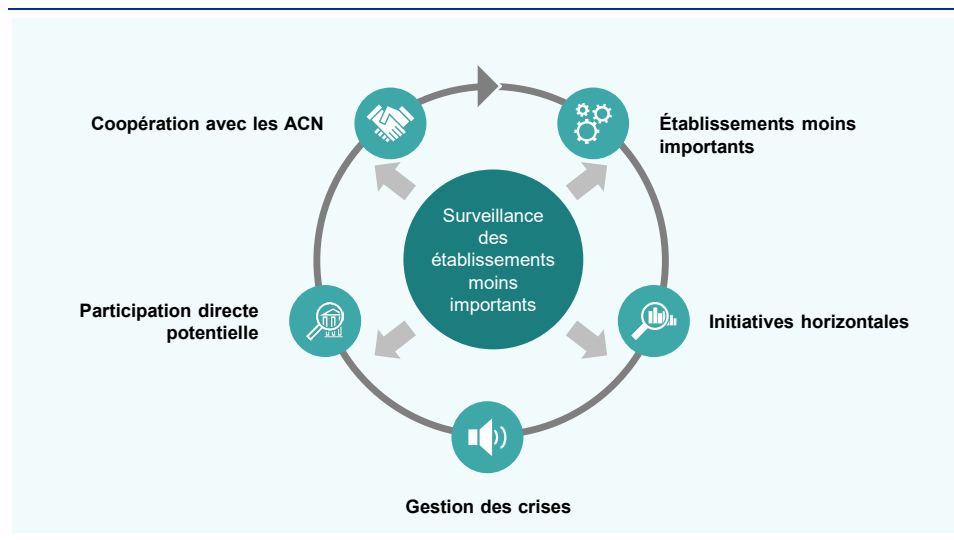 Coopération avec les ACN
Établissements moins
importants
Surveillance
des
établissements
moins
importants
Participation directe
potentielle
Initiatives horizontales
Gestion des crises